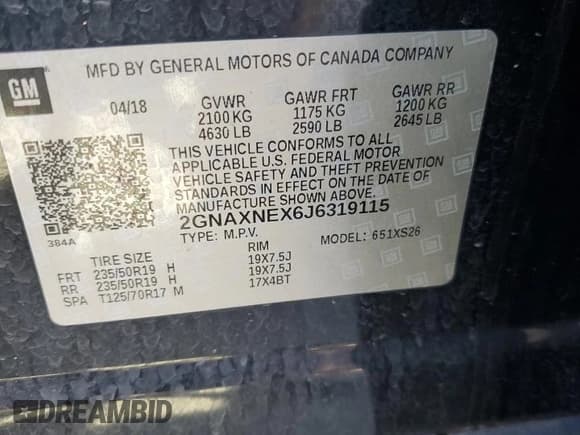 GM
MFD BY GENERAL MOTORS OF CANADA COMPANY
04/18 GVWR GAWR FRT GAWR RR
2100 KG 1175 KG 1200 KG
4630 LB 2590 LB 2645 LB
THIS VEHICLE CONFORMS TO ALL
APPLICABLE U.S. FEDERAL MOTOR
VEHICLE SAFETY AND THEFT PREVENTION
STANDARDS IN EFFECT ON THE DATE OF
MANUFACTURE SHOWN ABOVE.
384A
2GNAXNEX6J6319115
TYPE: M.P.V. MODEL: 651XS26
TIRE SIZE RIM
FRT 235/50R19 H 19X7.5J
RR 235/50R19 H 19X7.5J
SPA T125/70R17 M 17X4BT
DREAMBID